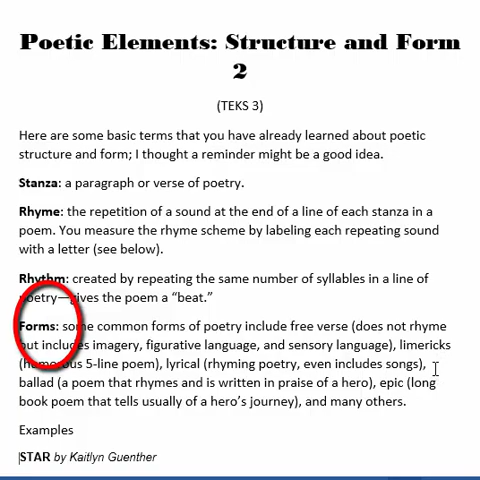 Poetic Elements: Structure and Form
2
(TEKS 3)
Here are some basic terms that you have already learned about poetic
structure and form; I thought a reminder might be a good idea.
Stanza: a paragraph or verse of poetry.
Rhyme: the repetition of a sound at the end of a line of each stanza in a
poem. You measure the rhyme scheme by labeling each repeating sound
with a letter (see below).
Rhythm: created by repeating the same number of syllables in a line of
poetry—gives the poem a “beat.”
Forms: some common forms of poetry include free verse (does not rhyme
but includes imagery, figurative language, and sensory language), limericks
(humorous 5-line poem), lyrical (rhyming poetry, even includes songs),
ballad (a poem that rhymes and is written in praise of a hero), epic (long
book poem that tells usually of a hero’s journey), and many others.
Examples
STAR by Kaitlyn Guenther